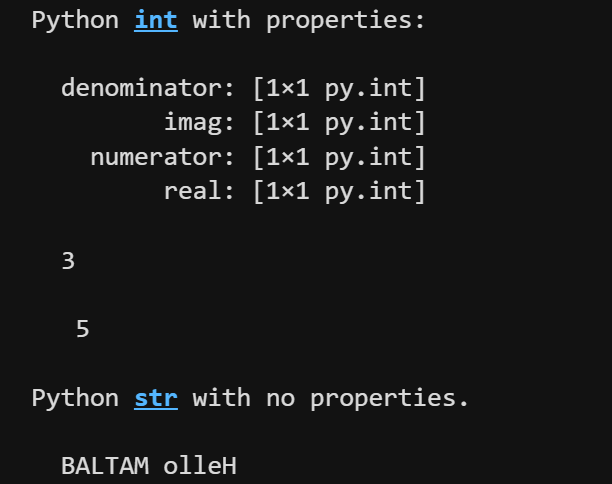 Python int with properties:
denominator: [1×1 py.int]
imag: [1×1 py.int]
numerator: [1×1 py.int]
real: [1×1 py.int]
3
5
Python str with no properties.
BALTAM olleH